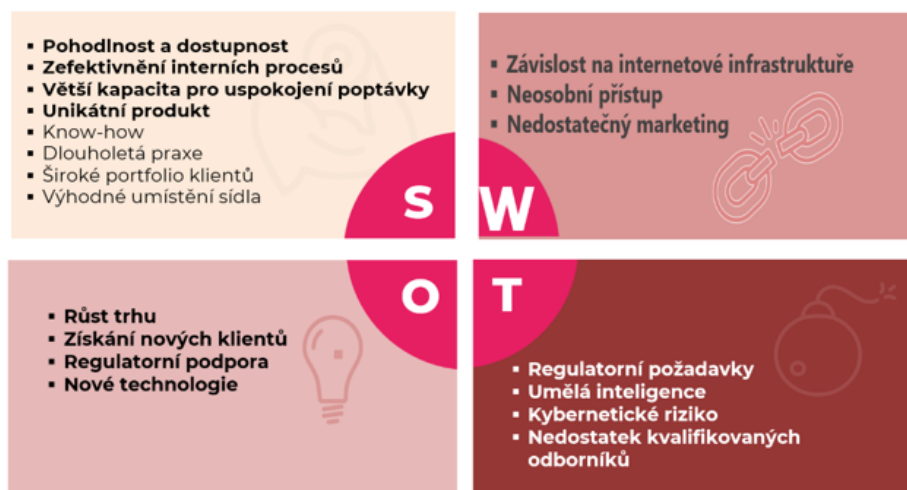 ▪ Pohodlnost a dostupnost
▪ Zefektivnění interních procesů
▪ Větší kapacita pro uspokojení poptávky
▪ Unikátní produkt
▪ Know-how
▪ Dlouholetá praxe
▪ Široké portfolio klientů
▪ Výhodné umístění sídla
S
▪ Závislost na internetové infrastruktuře
▪ Neosobní přístup
▪ Nedostatečný marketing
W
▪ Růst trhu
▪ Získání nových klientů
▪ Regulatorní podpora
▪ Nové technologie
O
T
▪ Regulatorní požadavky
▪ Umělá inteligence
▪ Kybernetické riziko
▪ Nedostatek kvalifikovaných
odborníků